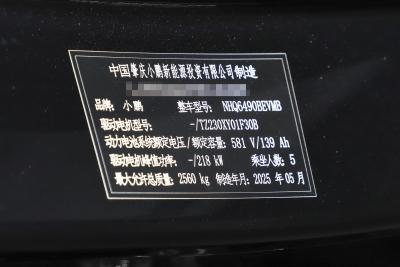 中国肇庆小鹏新能源投资有限公司 制造
品牌: 小鹏 整车型号: NHQ6490BEVMB
驱动电机型号: -/TZ230XY01F30B
动力电池系统额定电压/额定容量: 581 V/139 Ah
驱动电机峰值功率: -/218 kW 乘坐人数: 5
最大允许总质量: 2560 kg 制造年月: 2025 年 05 月